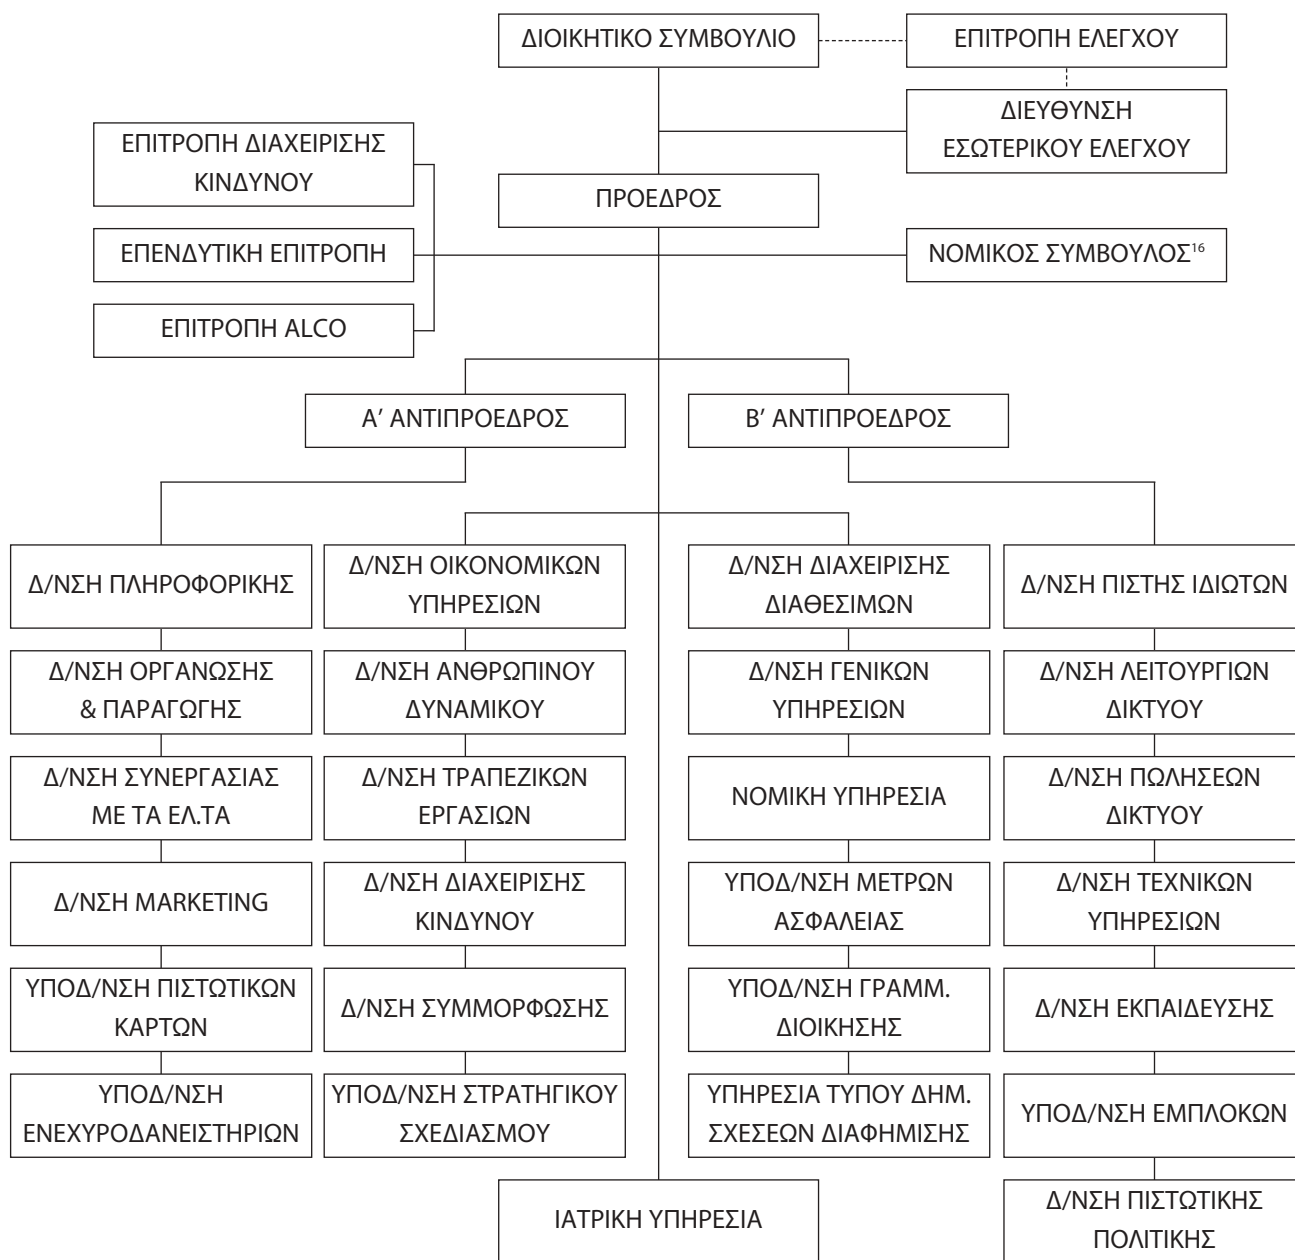 ΔΙΟΙΚΗΤΙΚΟ ΣΥΜΒΟΥΛΙΟ
ΕΠΙΤΡΟΠΗ ΕΛΕΓΧΟΥ
ΔΙΕΥΘΥΝΣΗ
ΕΣΩΤΕΡΙΚΟΥ ΕΛΕΓΧΟΥ
ΕΠΙΤΡΟΠΗ ΔΙΑΧΕΙΡΙΣΗΣ
ΚΙΝΔΥΝΟΥ
ΠΡΟΕΔΡΟΣ
ΕΠΕΝΔΥΤΙΚΗ ΕΠΙΤΡΟΠΗ
ΝΟΜΙΚΟΣ ΣΥΜΒΟΥΛΟΣ¹⁶
ΕΠΙΤΡΟΠΗ ALCO
Α’ ΑΝΤΙΠΡΟΕΔΡΟΣ
Β’ ΑΝΤΙΠΡΟΕΔΡΟΣ
Δ/ΝΣΗ ΠΛΗΡΟΦΟΡΙΚΗΣ
Δ/ΝΣΗ ΟΙΚΟΝΟΜΙΚΩΝ
ΥΠΗΡΕΣΙΩΝ
Δ/ΝΣΗ ΔΙΑΧΕΙΡΙΣΗΣ
ΔΙΑΘΕΣΙΜΩΝ
Δ/ΝΣΗ ΠΙΣΤΗΣ ΙΔΙΩΤΩΝ
Δ/ΝΣΗ ΟΡΓΑΝΩΣΗΣ
& ΠΑΡΑΓΩΓΗΣ
Δ/ΝΣΗ ΑΝΘΡΩΠΙΝΟΥ
ΔΥΝΑΜΙΚΟΥ
Δ/ΝΣΗ ΓΕΝΙΚΩΝ
ΥΠΗΡΕΣΙΩΝ
Δ/ΝΣΗ ΛΕΙΤΟΥΡΓΙΩΝ
ΔΙΚΤΥΟΥ
Δ/ΝΣΗ ΣΥΝΕΡΓΑΣΙΑΣ
ΜΕ ΤΑ ΕΛ.ΤΑ
Δ/ΝΣΗ ΤΡΑΠΕΖΙΚΩΝ
ΕΡΓΑΣΙΩΝ
ΝΟΜΙΚΗ ΥΠΗΡΕΣΙΑ
Δ/ΝΣΗ ΠΩΛΗΣΕΩΝ
ΔΙΚΤΥΟΥ
Δ/ΝΣΗ MARKETING
Δ/ΝΣΗ ΔΙΑΧΕΙΡΙΣΗΣ
ΚΙΝΔΥΝΟΥ
ΥΠΟΔ/ΝΣΗ ΜΕΤΡΩΝ
ΑΣΦΑΛΕΙΑΣ
Δ/ΝΣΗ ΤΕΧΝΙΚΩΝ
ΥΠΗΡΕΣΙΩΝ
ΥΠΟΔ/ΝΣΗ ΠΙΣΤΩΤΙΚΩΝ
ΚΑΡΤΩΝ
Δ/ΝΣΗ ΣΥΜΜΟΡΦΩΣΗΣ
ΥΠΟΔ/ΝΣΗ ΓΡΑΜΜ.
ΔΙΟΙΚΗΣΗΣ
Δ/ΝΣΗ ΕΚΠΑΙΔΕΥΣΗΣ
ΥΠΟΔ/ΝΣΗ
ΕΝΕΧΥΡΟΔΑΝΕΙΣΤΗΡΙΩΝ
ΥΠΟΔ/ΝΣΗ ΣΤΡΑΤΗΓΙΚΟΥ
ΣΧΕΔΙΑΣΜΟΥ
ΥΠΗΡΕΣΙΑ ΤΥΠΟΥ ΔΗΜ.
ΣΧΕΣΕΩΝ ΔΙΑΦΗΜΙΣΗΣ
ΥΠΟΔ/ΝΣΗ ΕΜΠΛΟΚΩΝ
ΙΑΤΡΙΚΗ ΥΠΗΡΕΣΙΑ
Δ/ΝΣΗ ΠΙΣΤΩΤΙΚΗΣ
ΠΟΛΙΤΙΚΗΣ